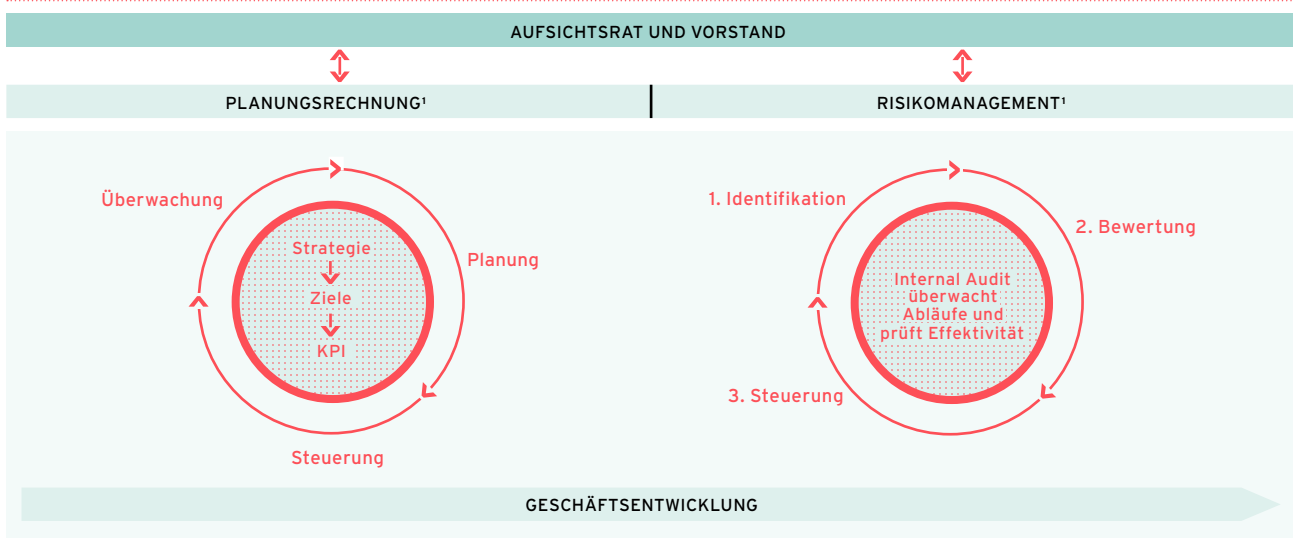 AUFSICHTSRAT UND VORSTAND
PLANUNGSRECHNUNG¹
RISIKOMANAGEMENT¹
Überwachung
Planung
Steuerung
Strategie
Ziele
KPI
1. Identifikation
2. Bewertung
3. Steuerung
Internal Audit
überwacht
Abläufe und
prüft Effektivität
GESCHÄFTSENTWICKLUNG